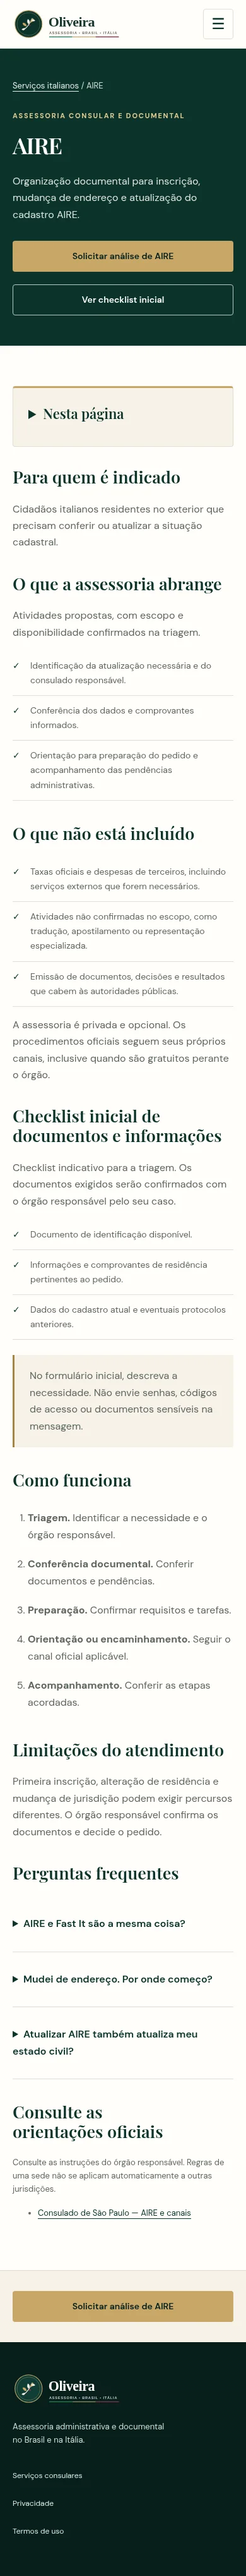 Oliveira
ASSESSORIA • BRASIL • ITÁLIA
☰
Serviços italianos / AIRE
ASSESSORIA CONSULAR E DOCUMENTAL
AIRE
Organização documental para inscrição,
mudança de endereço e atualização do
cadastro AIRE.
Solicitar análise de AIRE
Ver checklist inicial
▶ Nesta página
Para quem é indicado
Cidadãos italianos residentes no exterior que
precisam conferir ou atualizar a situação
cadastral.
O que a assessoria abrange
Atividades propostas, com escopo e
disponibilidade confirmados na triagem.
✓ Identificação da atualização necessária e do
consulado responsável.
✓ Conferência dos dados e comprovantes
informados.
✓ Orientação para preparação do pedido e
acompanhamento das pendências
administrativas.
O que não está incluído
✓ Taxas oficiais e despesas de terceiros, incluindo
serviços externos que forem necessários.
✓ Atividades não confirmadas no escopo, como
tradução, apostilamento ou representação
especializada.
✓ Emissão de documentos, decisões e resultados
que cabem às autoridades públicas.
A assessoria é privada e opcional. Os
procedimentos oficiais seguem seus próprios
canais, inclusive quando são gratuitos perante
o órgão.
Checklist inicial de
documentos e informações
Checklist indicativo para a triagem. Os
documentos exigidos serão confirmados com
o órgão responsável pelo seu caso.
✓ Documento de identificação disponível.
✓ Informações e comprovantes de residência
pertinentes ao pedido.
✓ Dados do cadastro atual e eventuais protocolos
anteriores.
No formulário inicial, descreva a
necessidade. Não envie senhas, códigos
de acesso ou documentos sensíveis na
mensagem.
Como funciona
1. Triagem. Identificar a necessidade e o
órgão responsável.
2. Conferência documental. Conferir
documentos e pendências.
3. Preparação. Confirmar requisitos e tarefas.
4. Orientação ou encaminhamento. Seguir o
canal oficial aplicável.
5. Acompanhamento. Conferir as etapas
acordadas.
Limitações do atendimento
Primeira inscrição, alteração de residência e
mudança de jurisdição podem exigir percursos
diferentes. O órgão responsável confirma os
documentos e decide o pedido.
Perguntas frequentes
▶ AIRE e Fast It são a mesma coisa?
▶ Mudei de endereço. Por onde começo?
▶ Atualizar AIRE também atualiza meu
estado civil?
Consulte as
orientações oficiais
Consulte as instruções do órgão responsável. Regras de
uma sede não se aplicam automaticamente a outras
jurisdições.
• Consulado de São Paulo — AIRE e canais
Solicitar análise de AIRE
Oliveira
ASSESSORIA • BRASIL • ITÁLIA
Assessoria administrativa e documental
no Brasil e na Itália.
Serviços consulares
Privacidade
Termos de uso